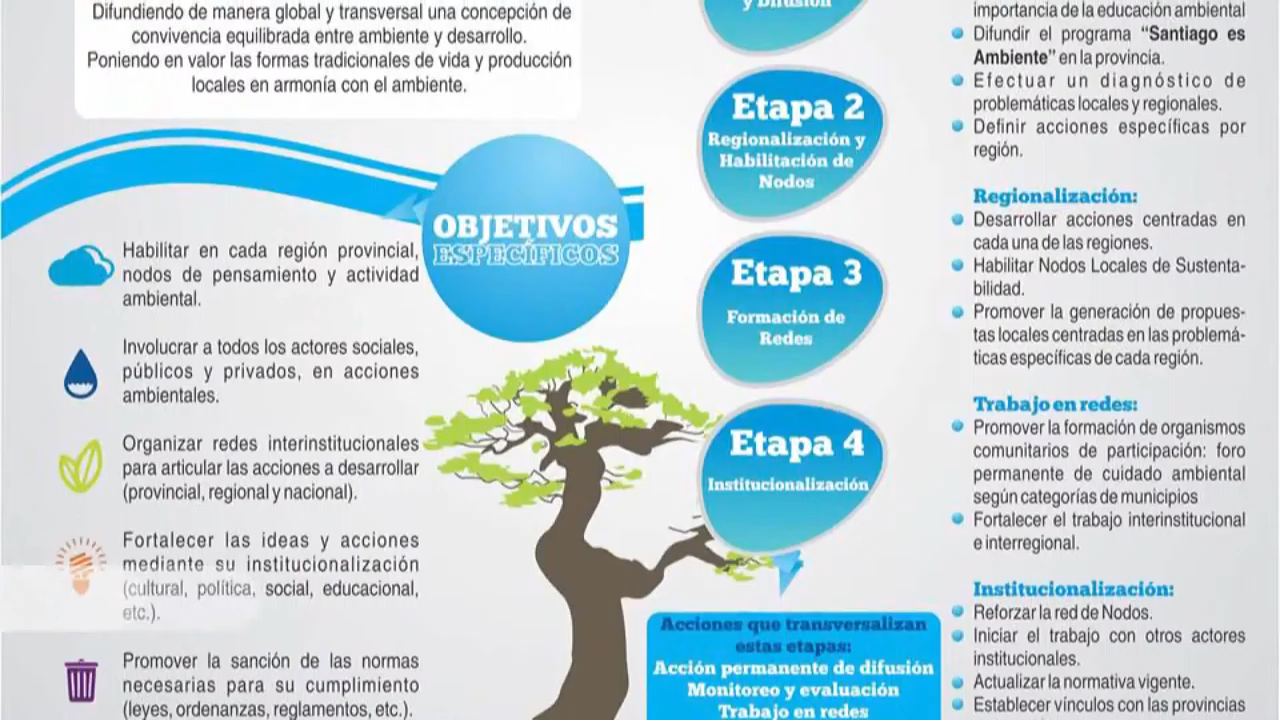 Difundiendo de manera global y transversal una concepción de
convivencia equilibrada entre ambiente y desarrollo.
Poniendo en valor las formas tradicionales de vida y producción
locales en armonía con el ambiente.
OBJETIVOS
ESPECÍFICOS
Habilitar en cada región provincial,
nodos de pensamiento y actividad
ambiental.
Involucrar a todos los actores sociales,
públicos y privados, en acciones
ambientales.
Organizar redes interinstitucionales
para articular las acciones a desarrollar
(provincial, regional y nacional).
Fortalecer las ideas y acciones
mediante su institucionalización
(cultural, política, social, educacional,
etc.).
Promover la sanción de las normas
necesarias para su cumplimiento
(leyes, ordenanzas, reglamentos, etc.).
y Difusión
Etapa 2
Regionalización y
Habilitación de
Nodos
Etapa 3
Formación de
Redes
Etapa 4
Institucionalización
Acciones que transversalizan
estas etapas:
Acción permanente de difusión
Monitoreo y evaluación
Trabajo en redes
importancia de la educación ambiental
Difundir el programa “Santiago es
Ambiente” en la provincia.
Efectuar un diagnóstico de
problemáticas locales y regionales.
Definir acciones específicas por
región.
Regionalización:
Desarrollar acciones centradas en
cada una de las regiones.
Habilitar Nodos Locales de Sustenta-
bilidad.
Promover la generación de propues-
tas locales centradas en las problemá-
ticas específicas de cada región.
Trabajo en redes:
Promover la formación de organismos
comunitarios de participación: foro
permanente de cuidado ambiental
según categorías de municipios
Fortalecer el trabajo interinstitucional
e interregional.
Institucionalización:
Reforzar la red de Nodos.
Iniciar el trabajo con otros actores
institucionales.
Actualizar la normativa vigente.
Establecer vínculos con las provincias